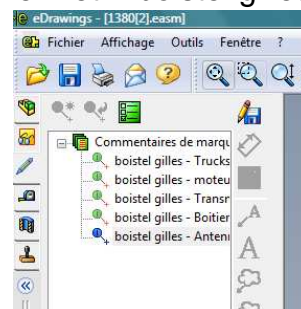 eDrawings - [1380[2].easm]
Fichier Affichage Outils Fenêtre ?
Commentaires de marqu
boistel gilles - Trucks
boistel gilles - moteu
boistel gilles - Transr
boistel gilles - Boitier
boistel gilles - Anteni
A
A